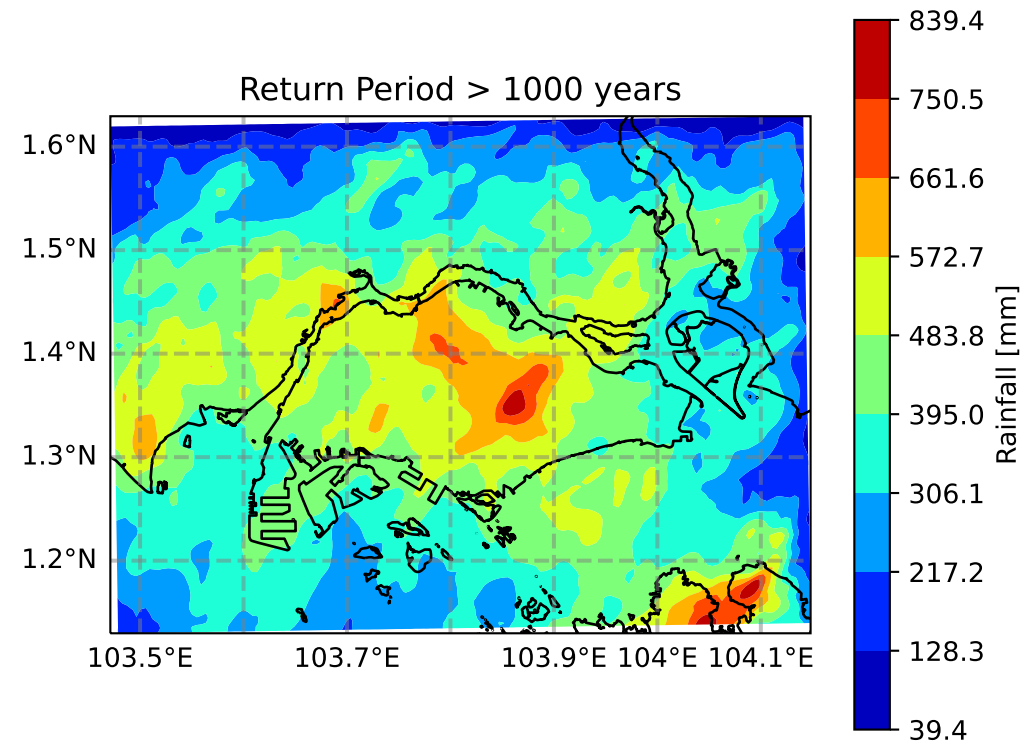 Return Period > 1000 years
1.6°N
1.5°N
1.4°N
1.3°N
1.2°N
103.5°E 103.7°E 103.9°E 104°E 104.1°E
839.4
750.5
661.6
572.7
483.8
395.0
306.1
217.2
128.3
39.4
Rainfall [mm]